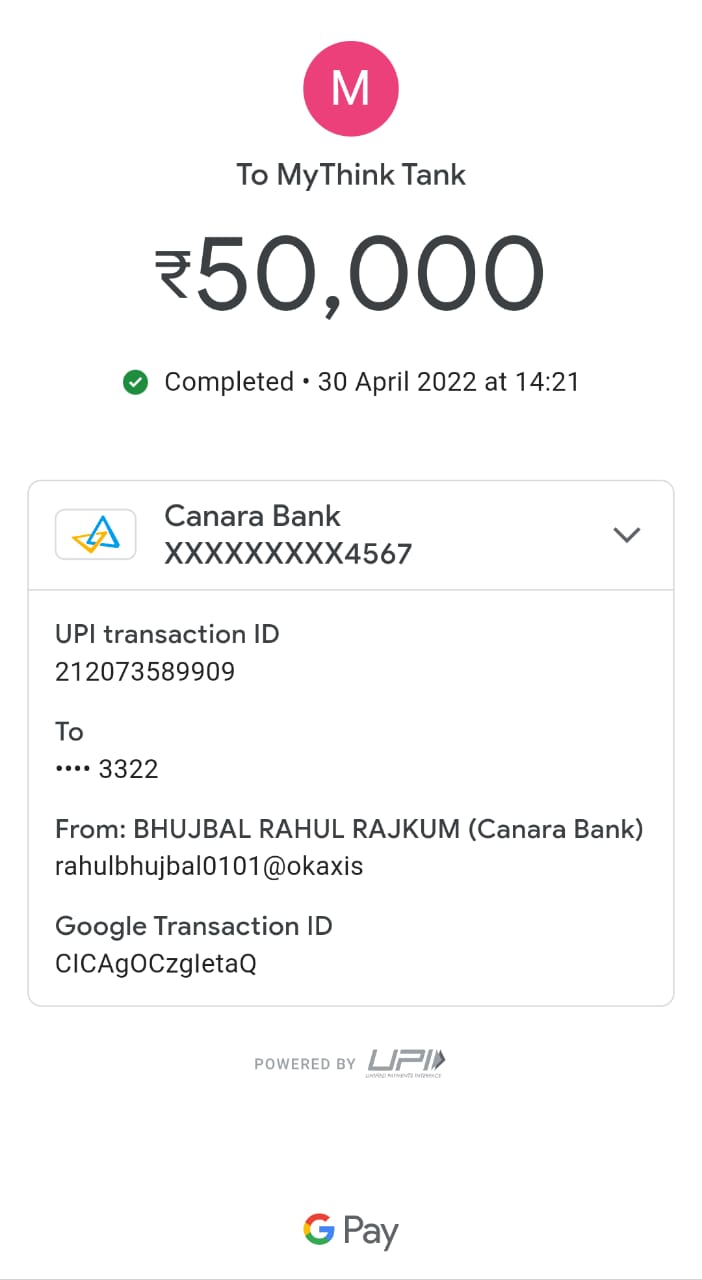 M
To MyThink Tank
₹50,000
Completed • 30 April 2022 at 14:21
Canara Bank
XXXXXXXXX4567
UPI transaction ID
212073589909
To
•••• 3322
From: BHUJBAL RAHUL RAJKUM (Canara Bank)
rahulbhujbal0101@okaxis
Google Transaction ID
CICAgOCzgIetaQ
POWERED BY UPI
UNIFIED PAYMENTS INTERFACE
G Pay